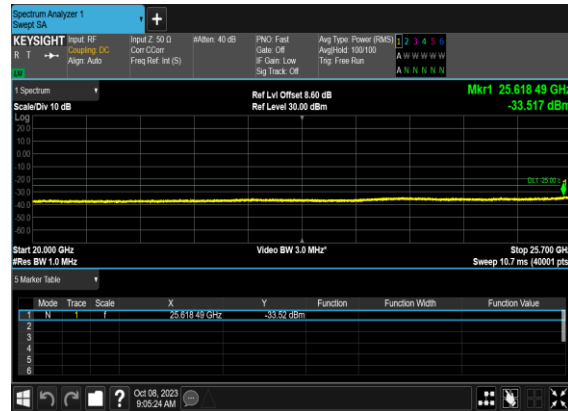 Spectrum Analyzer 1
Swept SA
KEYSIGHT Input: RF Input Z: 50 Ω #Atten: 40 dB PNO: Fast Avg Type: Power (RMS) 1 2 3 4 5 6
R T Coupling: DC Corr CCorr Gate: Off Avg|Hold: 100/100 A W W W W W
Align: Auto Freq Ref: Int (S) IF Gain: Low Trig: Free Run
LW Sig Track: Off A N N N N N
1 Spectrum Ref Lvl Offset 8.60 dB Mkr1 25.618 49 GHz
Scale/Div 10 dB Ref Level 30.00 dBm -33.517 dBm
Log
20.0
10.0
0.00
-10.0
-20.0
DL1 -25.00
-30.0
-40.0
-50.0
-60.0
Start 20.000 GHz Video BW 3.0 MHz* Stop 25.700 GHz
#Res BW 1.0 MHz Sweep 10.7 ms (40001 pts
5 Marker Table
Mode Trace Scale X Y Function Function Width Function Value
1 N 1 f 25.618 49 GHz -33.52 dBm
2
3
4
5
6
? Oct 08, 2023
9:05:24 AM